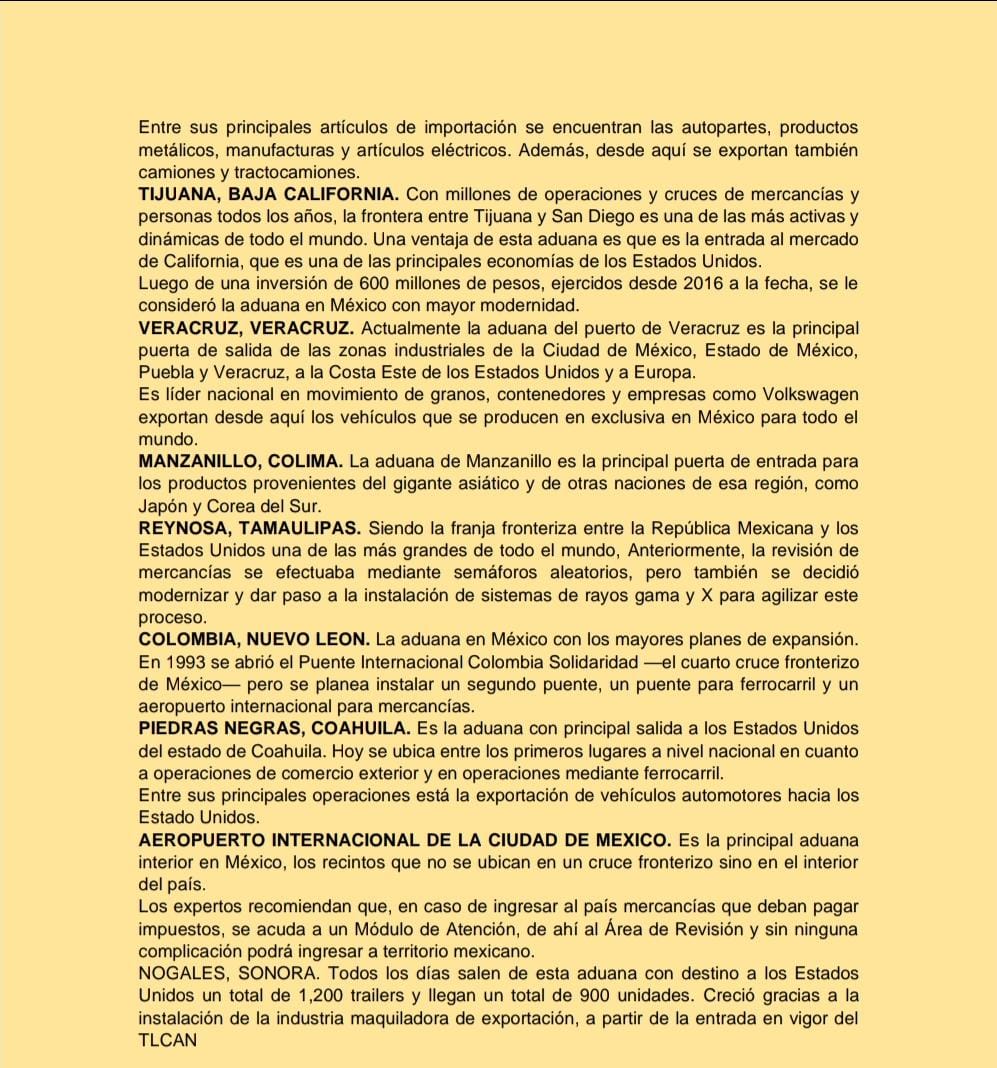 Entre sus principales artículos de importación se encuentran las autopartes, productos
metálicos, manufacturas y artículos eléctricos. Además, desde aquí se exportan también
camiones y tractocamiones.
TIJUANA, BAJA CALIFORNIA. Con millones de operaciones y cruces de mercancías y
personas todos los años, la frontera entre Tijuana y San Diego es una de las más activas y
dinámicas de todo el mundo. Una ventaja de esta aduana es que es la entrada al mercado
de California, que es una de las principales economías de los Estados Unidos.
Luego de una inversión de 600 millones de pesos, ejercidos desde 2016 a la fecha, se le
consideró la aduana en México con mayor modernidad.
VERACRUZ, VERACRUZ. Actualmente la aduana del puerto de Veracruz es la principal
puerta de salida de las zonas industriales de la Ciudad de México, Estado de México,
Puebla y Veracruz, a la Costa Este de los Estados Unidos y a Europa.
Es líder nacional en movimiento de granos, contenedores y empresas como Volkswagen
exportan desde aquí los vehículos que se producen en exclusiva en México para todo el
mundo.
MANZANILLO, COLIMA. La aduana de Manzanillo es la principal puerta de entrada para
los productos provenientes del gigante asiático y de otras naciones de esa región, como
Japón y Corea del Sur.
REYNOSA, TAMAULIPAS. Siendo la franja fronteriza entre la República Mexicana y los
Estados Unidos una de las más grandes de todo el mundo, Anteriormente, la revisión de
mercancías se efectuaba mediante semáforos aleatorios, pero también se decidió
modernizar y dar paso a la instalación de sistemas de rayos gama y X para agilizar este
proceso.
COLOMBIA, NUEVO LEON. La aduana en México con los mayores planes de expansión.
En 1993 se abrió el Puente Internacional Colombia Solidaridad —el cuarto cruce fronterizo
de México— pero se planea instalar un segundo puente, un puente para ferrocarril y un
aeropuerto internacional para mercancías.
PIEDRAS NEGRAS, COAHUILA. Es la aduana con principal salida a los Estados Unidos
del estado de Coahuila. Hoy se ubica entre los primeros lugares a nivel nacional en cuanto
a operaciones de comercio exterior y en operaciones mediante ferrocarril.
Entre sus principales operaciones está la exportación de vehículos automotores hacia los
Estado Unidos.
AEROPUERTO INTERNACIONAL DE LA CIUDAD DE MEXICO. Es la principal aduana
interior en México, los recintos que no se ubican en un cruce fronterizo sino en el interior
del país.
Los expertos recomiendan que, en caso de ingresar al país mercancías que deban pagar
impuestos, se acuda a un Módulo de Atención, de ahí al Área de Revisión y sin ninguna
complicación podrá ingresar a territorio mexicano.
NOGALES, SONORA. Todos los días salen de esta aduana con destino a los Estados
Unidos un total de 1,200 trailers y llegan un total de 900 unidades. Creció gracias a la
instalación de la industria maquiladora de exportación, a partir de la entrada en vigor del
TLCAN